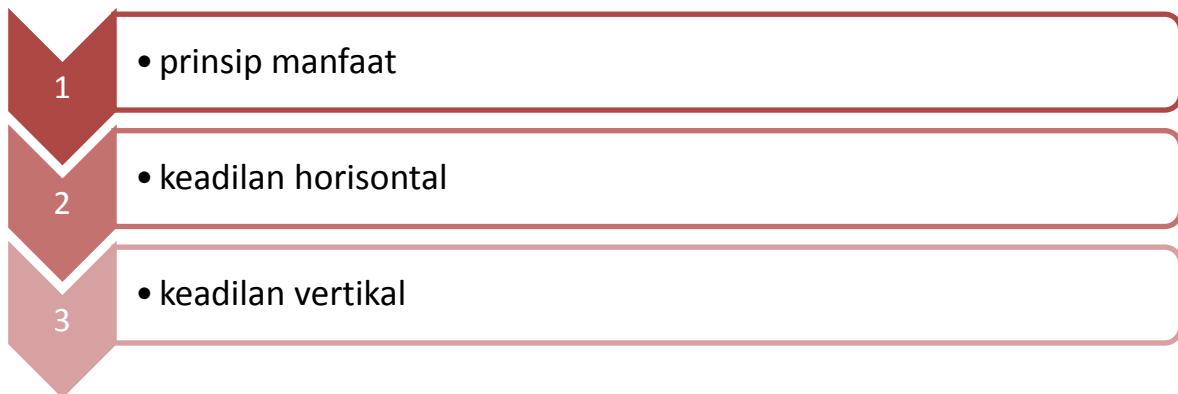 1
• prinsip manfaat
2
• keadilan horisontal
3
• keadilan vertikal